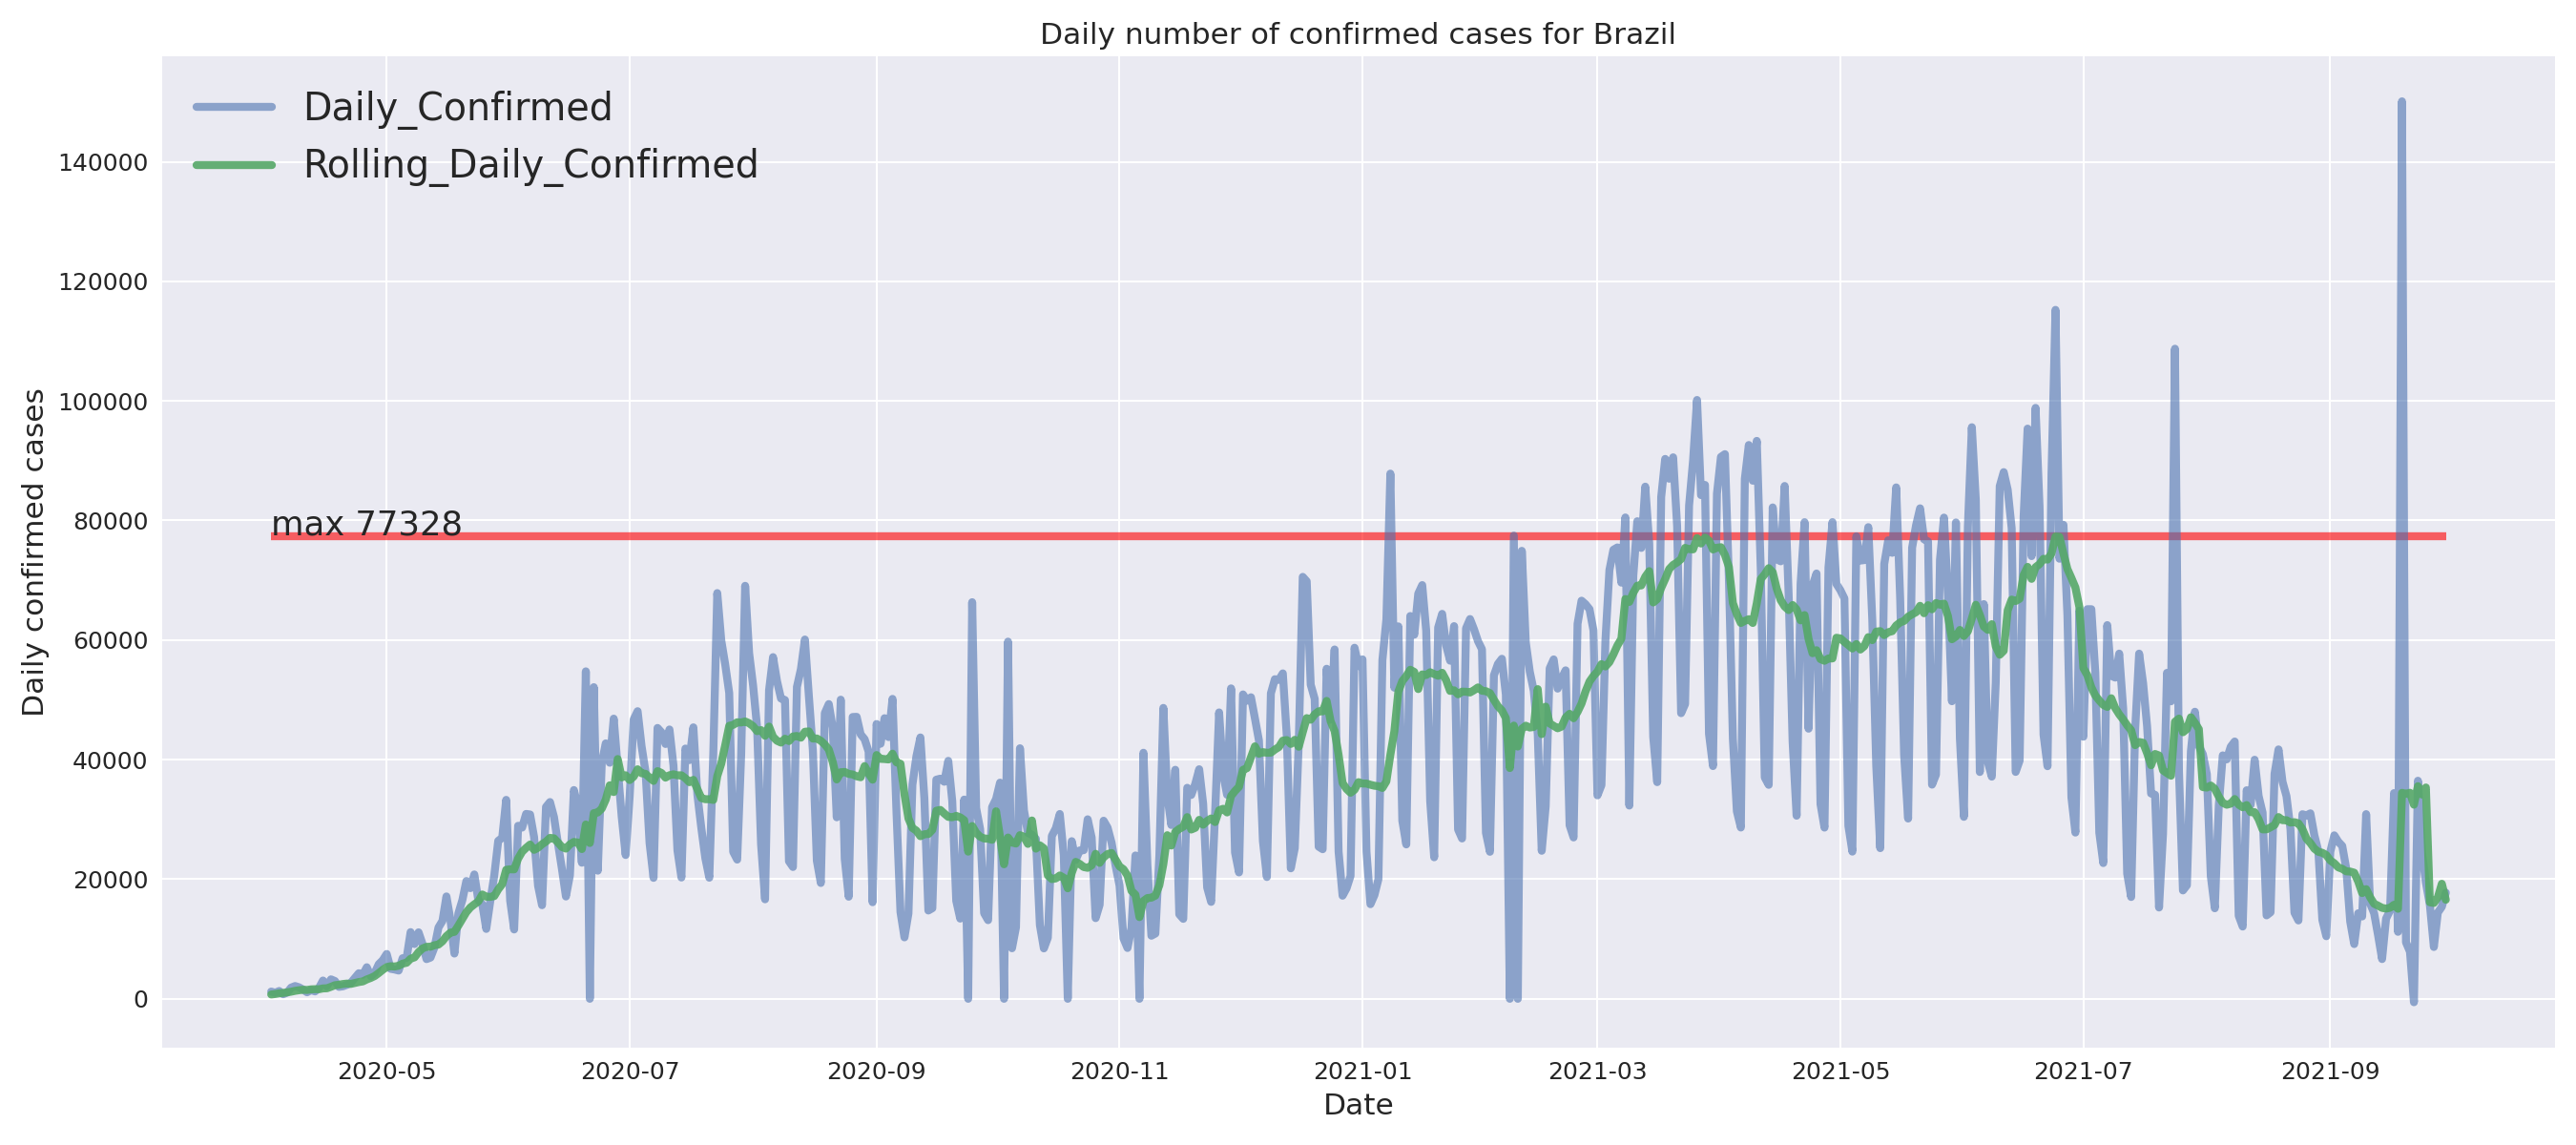 Daily number of confirmed cases for Brazil
Daily_Confirmed
Rolling_Daily_Confirmed
140000
120000
100000
80000
60000
40000
20000
0
Daily confirmed cases
max 77328
2020-05 2020-07 2020-09 2020-11 2021-01 2021-03 2021-05 2021-07 2021-09
Date